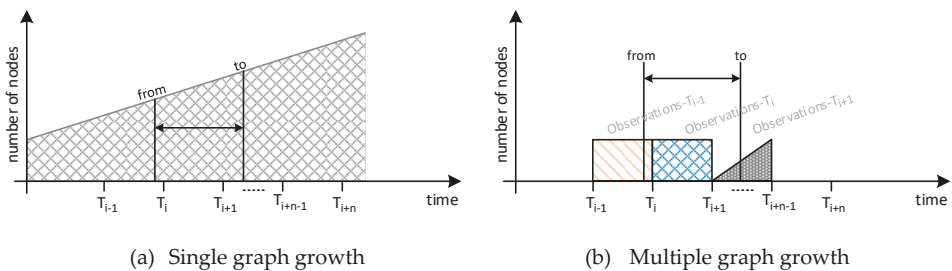 number of nodes
from
to
T_{i-1}
T_i
T_{i+1}
......
T_{i+n-1}
T_{i+n}
time
(a) Single graph growth
number of nodes
from
to
Observations-T_{i-1}
Observations-T_i
Observations-T_{i+1}
T_{i-1}
T_i
T_{i+1}
......
T_{i+n-1}
T_{i+n}
time
(b) Multiple graph growth